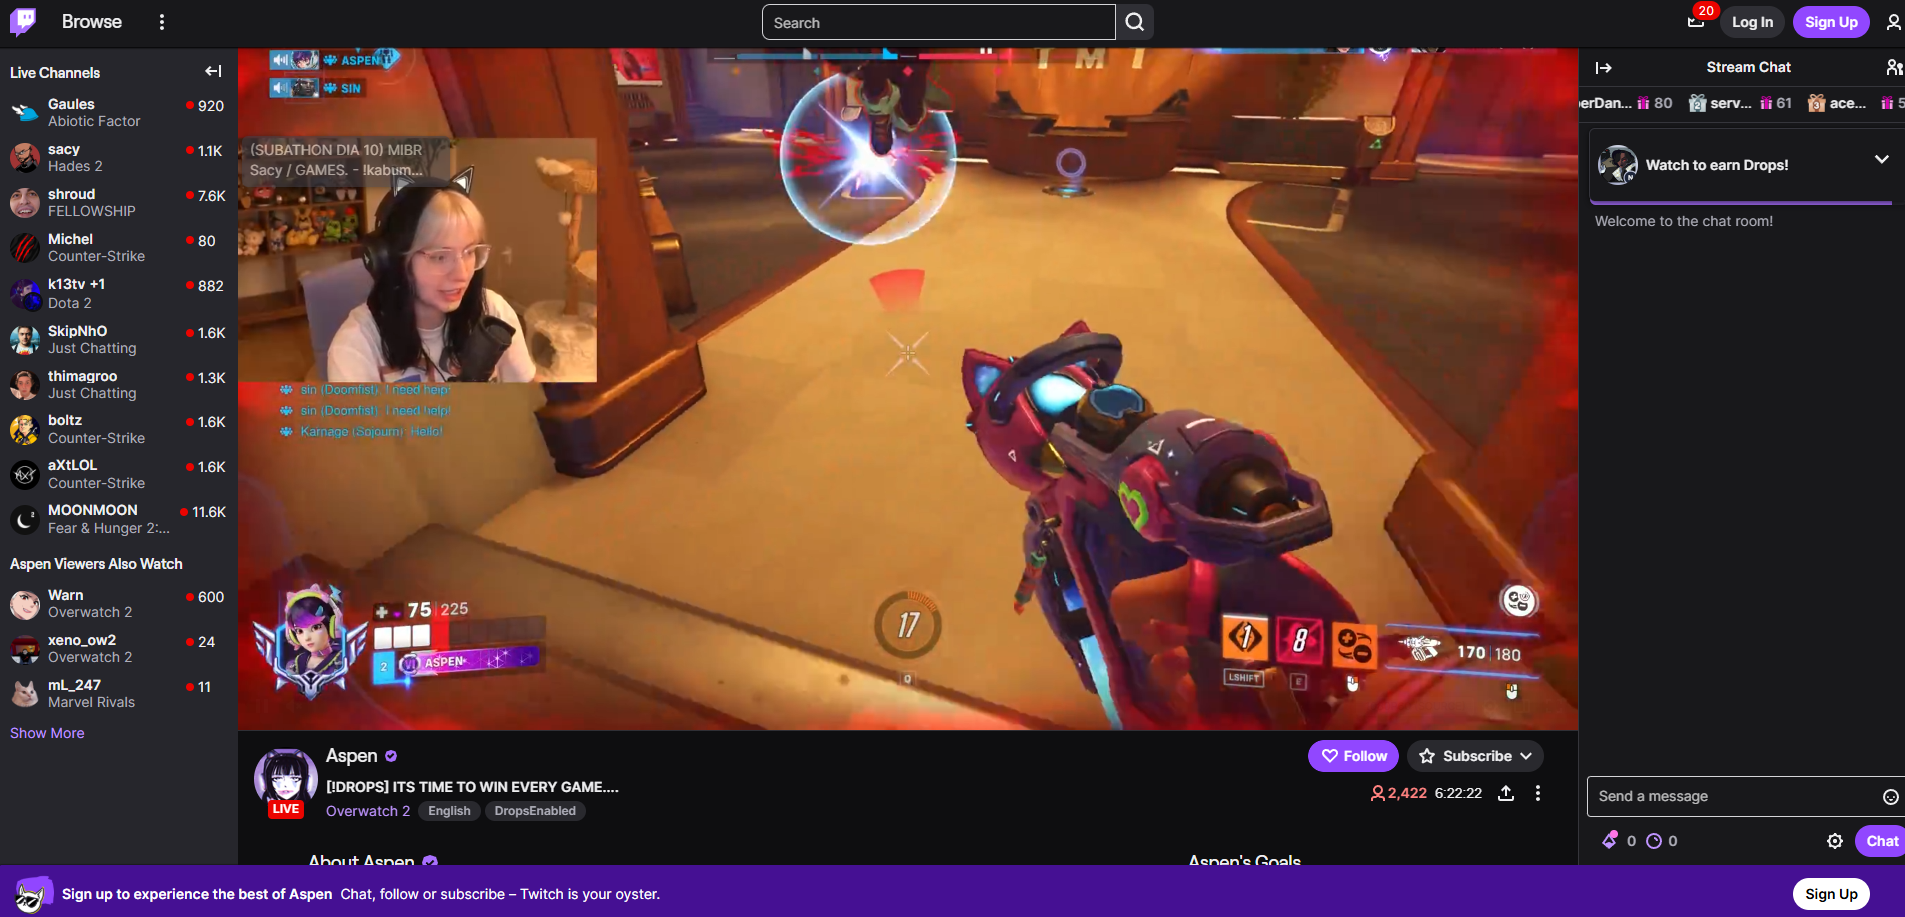 Browse
Search
20
Log In
Sign Up
Live Channels
Gaules
920
Abiotic Factor
sacy
1.1K
Hades 2
shroud
7.6K
FELLOWSHIP
Michel
80
Counter-Strike
k13tv +1
882
Dota 2
SkipNhO
1.6K
Just Chatting
thimagroo
1.3K
Just Chatting
boltz
1.6K
Counter-Strike
aXtLOL
1.6K
Counter-Strike
MOONMOON
11.6K
Fear & Hunger 2:...
Aspen Viewers Also Watch
Warn
600
Overwatch 2
xeno_ow2
24
Overwatch 2
mL_247
11
Marvel Rivals
Show More
ASPEN
SIN
(SUBATHON DIA 10) MIBR
Sacy / GAMES. - !kabum...
sin (Doomfist): I need help!
sin (Doomfist): I need help!
Karnage (Sojourn): Hello!
75 | 225
2 VI ASPEN
17
Q
1
8
LSHIFT
E
170 | 180
Aspen
[!DROPS] ITS TIME TO WIN EVERY GAME....
LIVE
Overwatch 2
English
DropsEnabled
Follow
Subscribe
2,422
6:22:22
About Aspen
Aspen's Goals
Stream Chat
erDan... 80
2 serv... 61
3 ace... 5
Watch to earn Drops!
Welcome to the chat room!
Send a message
0
0
Chat
Sign up to experience the best of Aspen Chat, follow or subscribe – Twitch is your oyster.
Sign Up